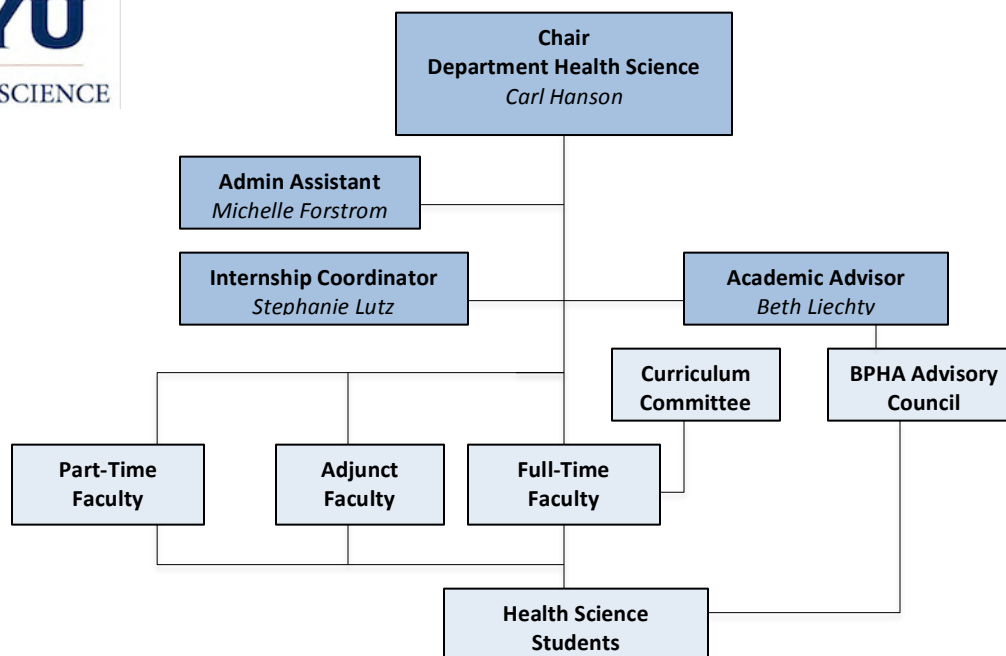 YU
SCIENCE
Chair
Department Health Science
Carl Hanson
Admin Assistant
Michelle Forstrom
Internship Coordinator
Stephanie Lutz
Academic Advisor
Beth Liechty
Curriculum
Committee
BPHA Advisory
Council
Part-Time
Faculty
Adjunct
Faculty
Full-Time
Faculty
Health Science
Students